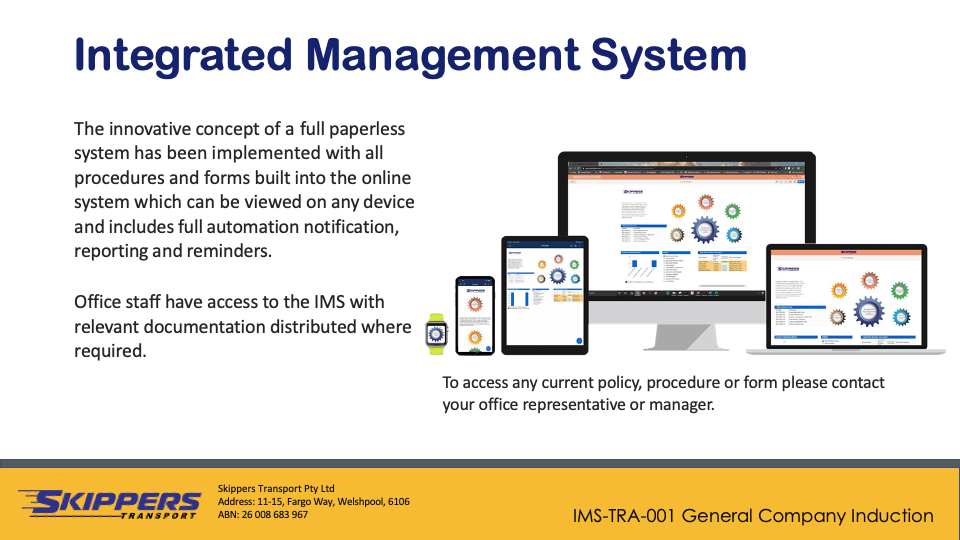 Integrated Management System
The innovative concept of a full paperless
system has been implemented with all
procedures and forms built into the online
system which can be viewed on any device
and includes full automation notification,
reporting and reminders.
Office staff have access to the IMS with
relevant documentation distributed where
required.
SKIPPERS
SKIPPERS
SKIPPERS
To access any current policy, procedure or form please contact
your office representative or manager.
SKIPPERS
TRANSPORT
Skippers Transport Pty Ltd
Address: 11-15, Fargo Way, Welshpool, 6106
ABN: 26 008 683 967
IMS-TRA-001 General Company Induction